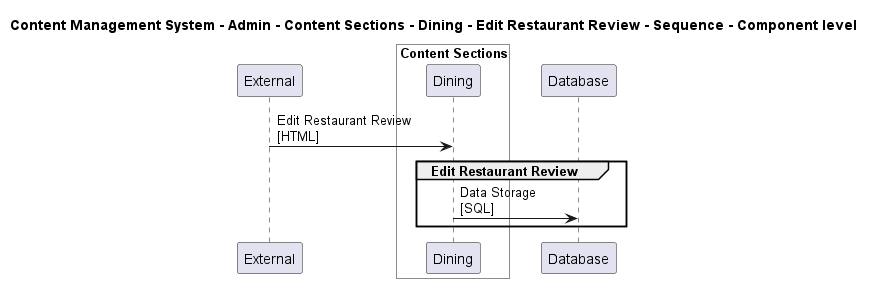 Content Management System - Admin - Content Sections - Dining - Edit Restaurant Review - Sequence - Component level
Content Sections
External
Dining
Database
Edit Restaurant Review
[HTML]
Edit Restaurant Review
Data Storage
[SQL]
External
Dining
Database